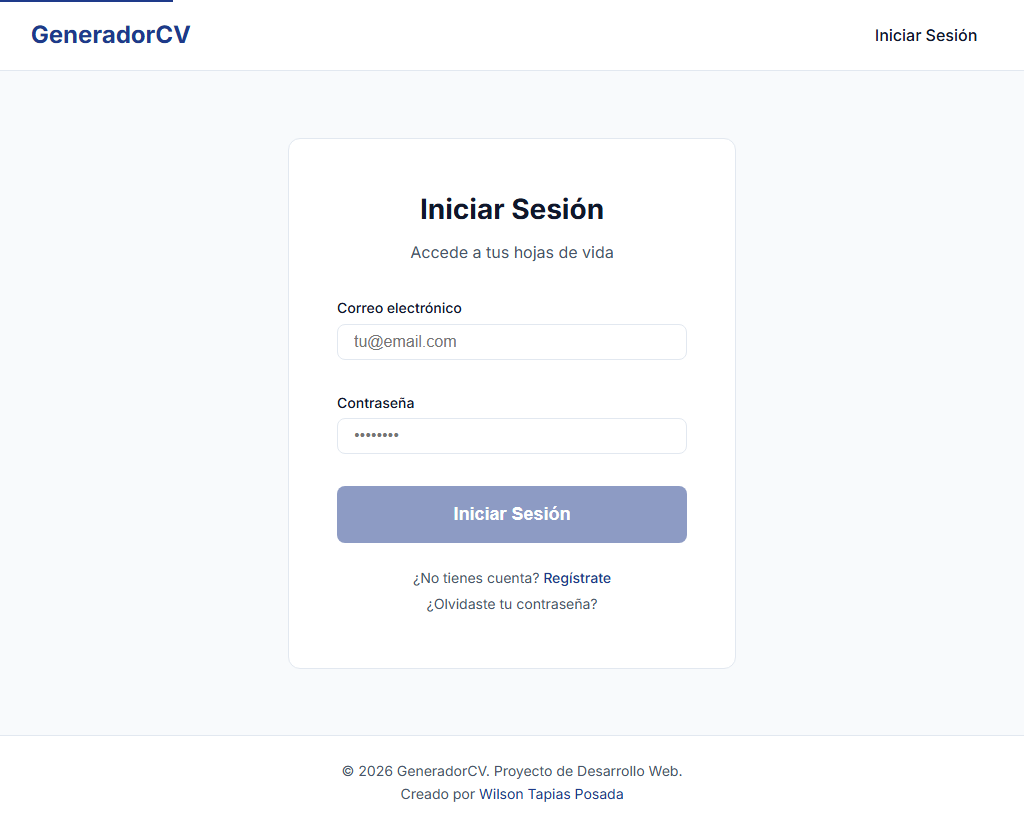 GeneradorCV
Iniciar Sesión
Iniciar Sesión
Accede a tus hojas de vida
Correo electrónico
tu@email.com
Contraseña
••••••••
Iniciar Sesión
¿No tienes cuenta? Regístrate
¿Olvidaste tu contraseña?
© 2026 GeneradorCV. Proyecto de Desarrollo Web.
Creado por Wilson Tapias Posada